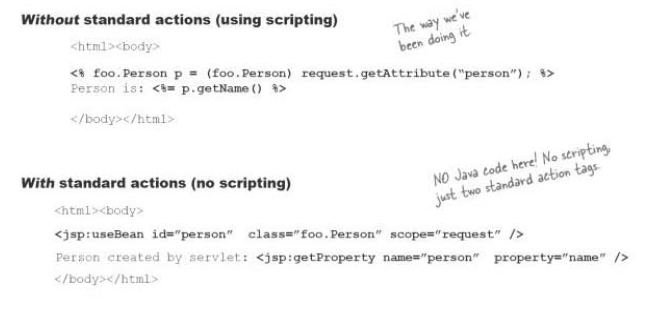 Without standard actions (using scripting)
The way we've
been doing it
<html><body>
<% foo.Person p = (foo.Person) request.getAttribute("person"); %>
Person is: <%= p.getName() %>
</body></html>
With standard actions (no scripting)
NO Java code here! No scripting,
just two standard action tags.
<html><body>
<jsp:useBean id="person" class="foo.Person" scope="request" />
Person created by servlet: <jsp:getProperty name="person" property="name" />
</body></html>